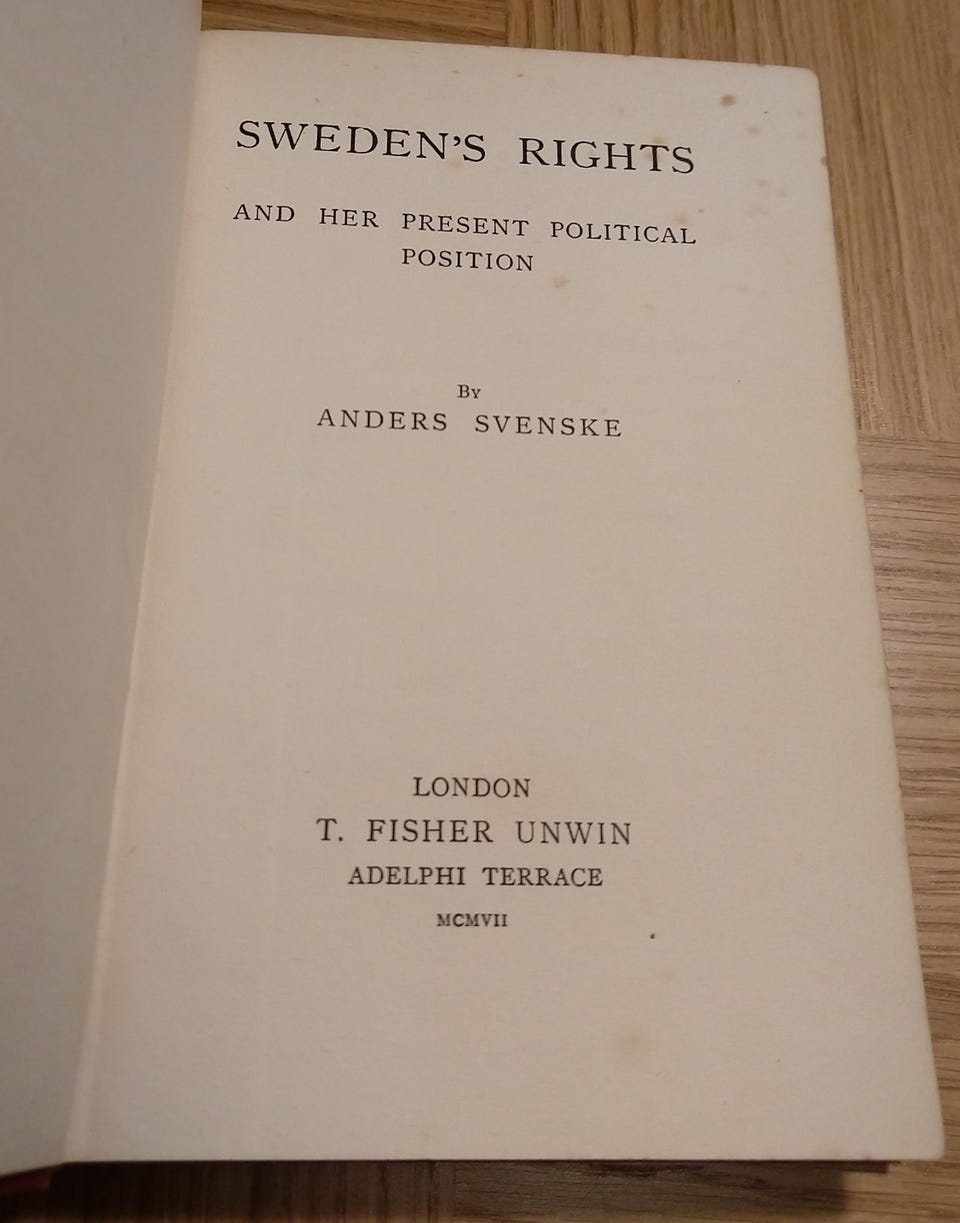 SWEDEN'S RIGHTS
AND HER PRESENT POLITICAL
POSITION
By
ANDERS SVENSKE
LONDON
T. FISHER UNWIN
ADELPHI TERRACE
MCMVII